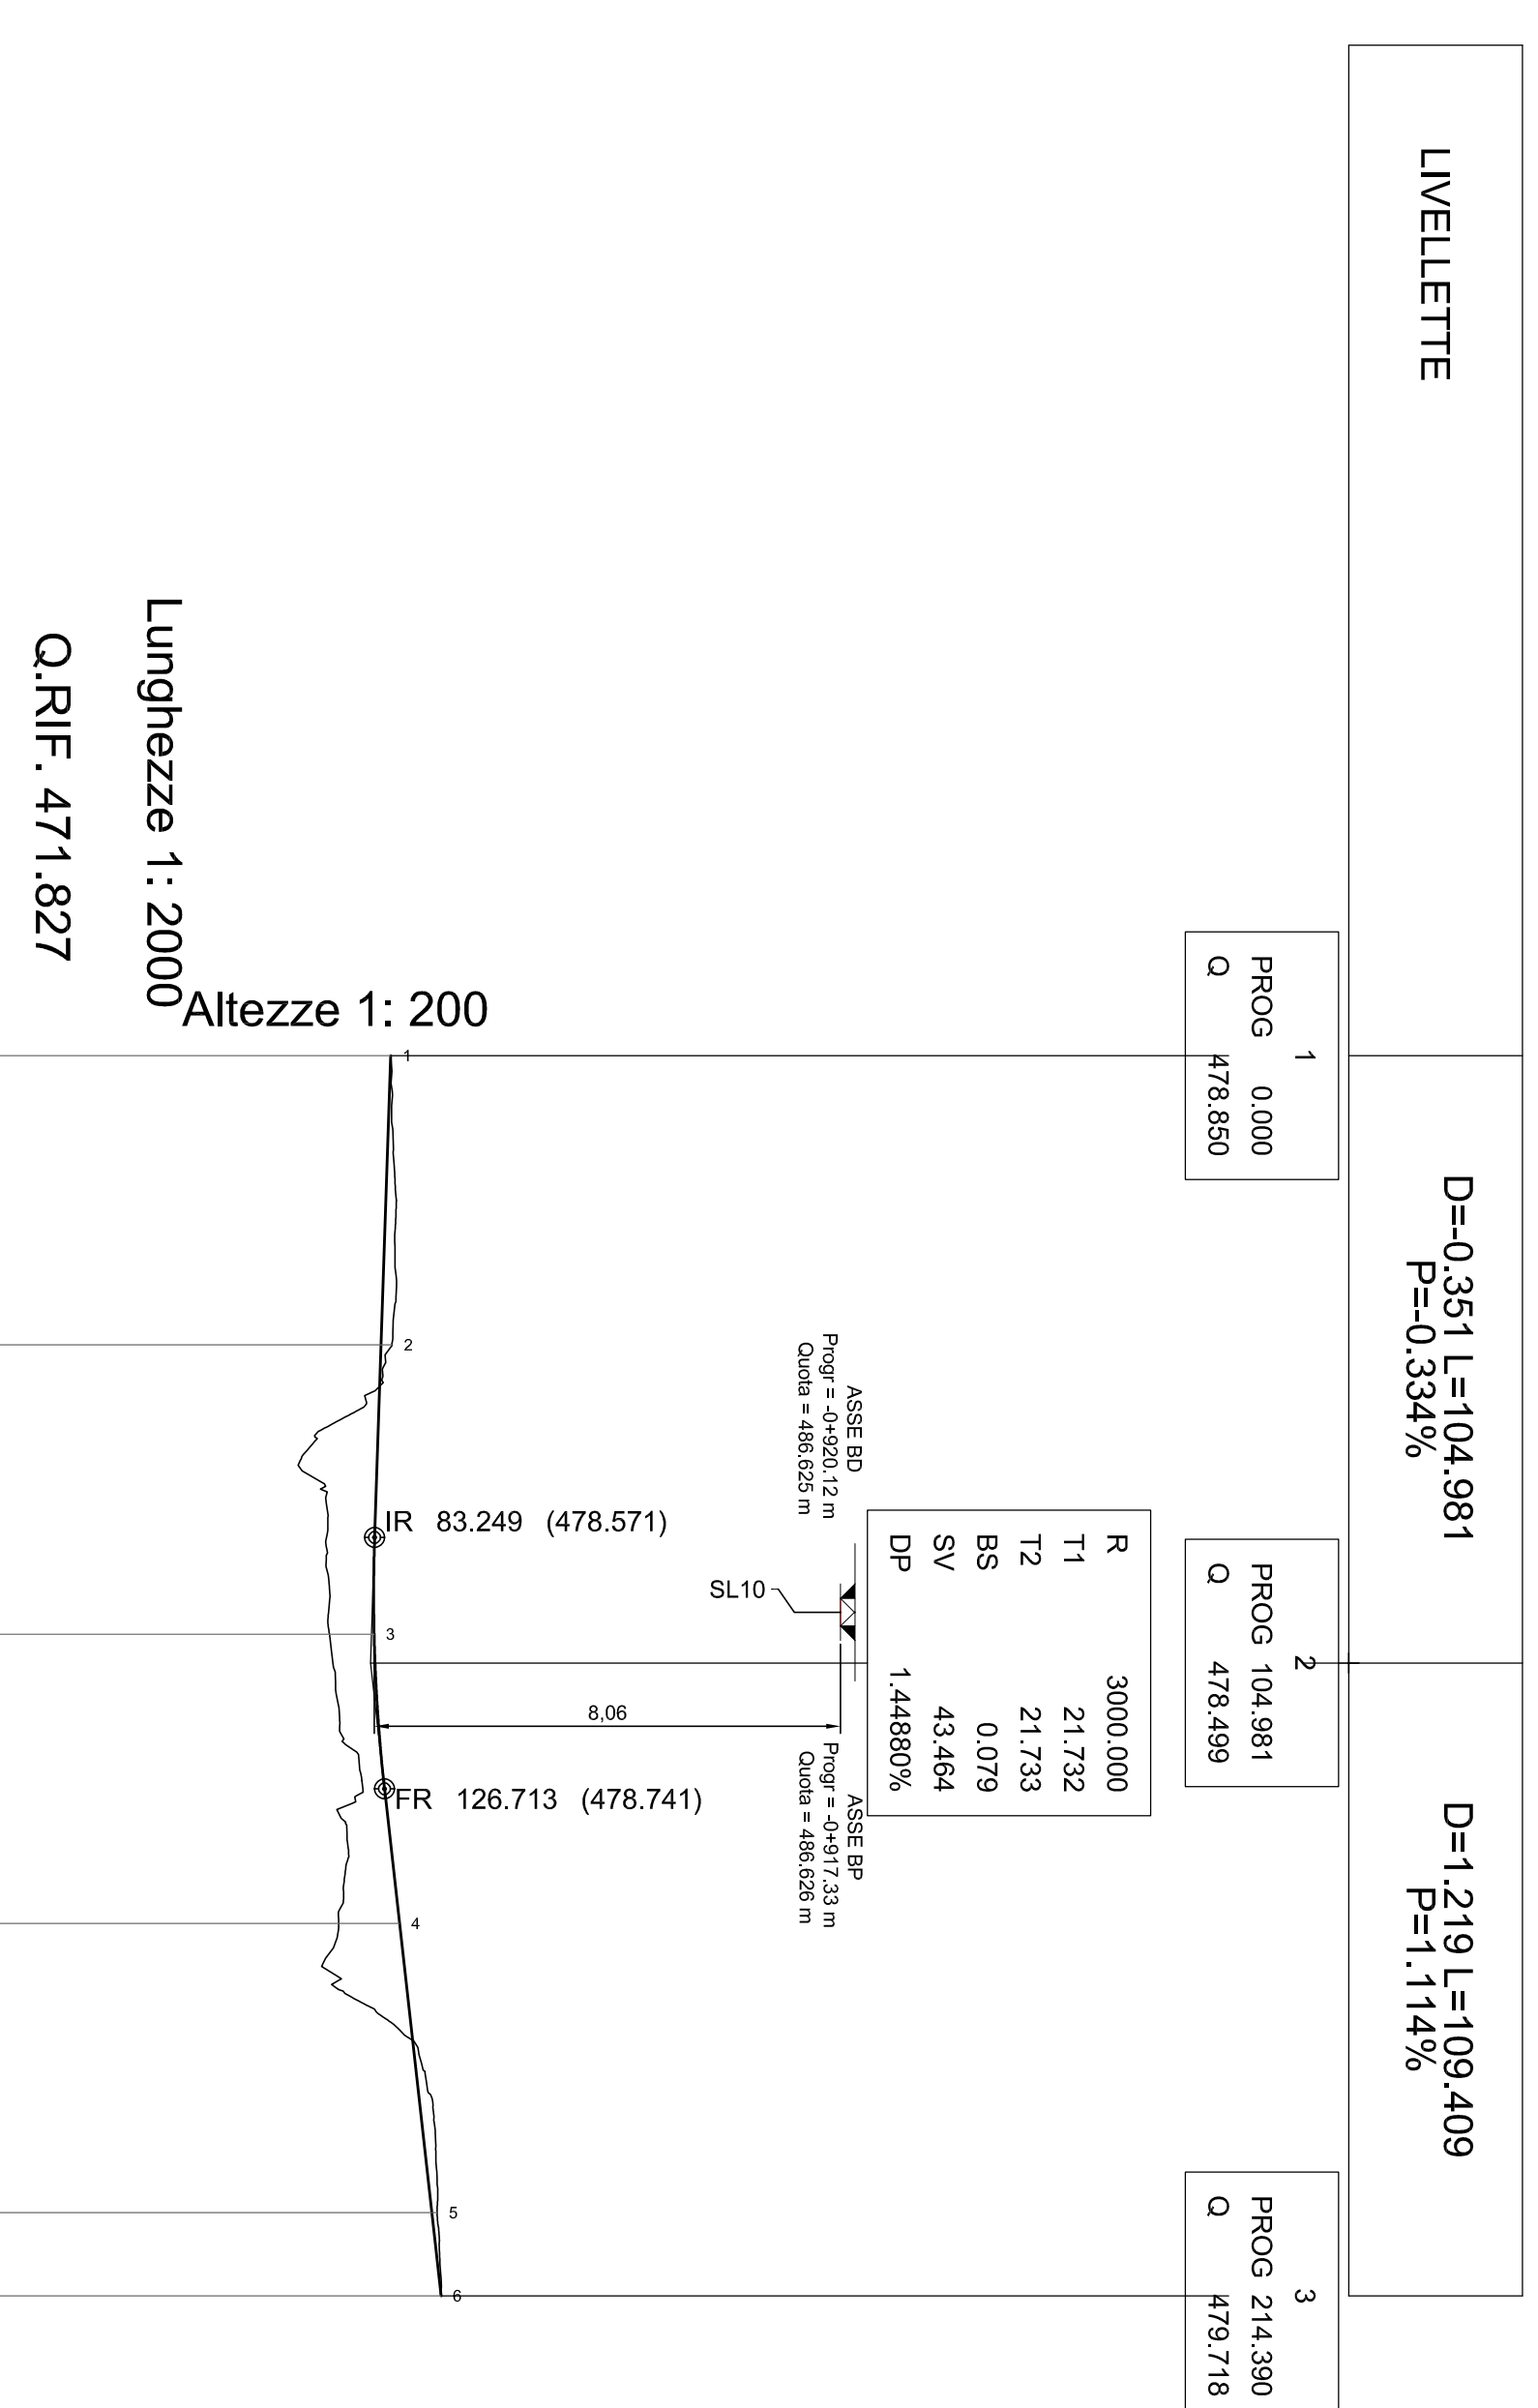 LIVELLETTE
D=-0.351 L=104.981
P=-0.334%
D=1.219 L=109.409
P=1.114%
1
PROG 0.000
Q 478.850
2
PROG 104.981
Q 478.499
3
PROG 214.390
Q 479.718
R 3000.000
T1 21.732
T2 21.733
BS 0.079
SV 43.464
DP 1.44880%
ASSE BD
Progr = -0+920.12 m
Quota = 486.625 m
ASSE BP
Progr = -0+917.33 m
Quota = 486.626 m
SL10
8,06
IR 83.249 (478.571)
FR 126.713 (478.741)
1
2
3
4
5
6
Altezze 1: 200
Lunghezze 1: 2000
Q.RIF. 471.827